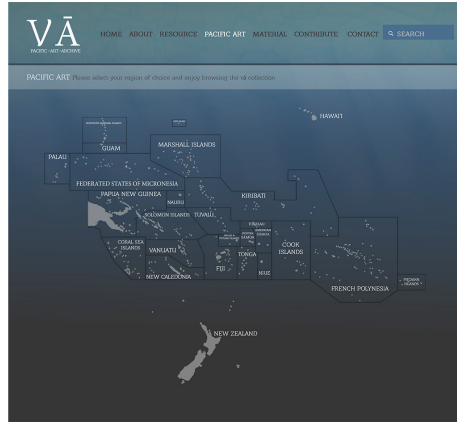 VĀ
PACIFIC · ART · ARCHIVE
HOME ABOUT RESOURCE PACIFIC ART MATERIAL CONTRIBUTE CONTACT SEARCH
PACIFIC ART Please select your region of choice and enjoy browsing the vā collection
HAWAI'I
GUAM
MARSHALL ISLANDS
PALAU
FEDERATED STATES OF MICRONESIA
PAPUA NEW GUINEA
KIRIBATI
NAURU
SOLOMON ISLANDS
TUVALU
CORAL SEA
ISLANDS
VANUATU
COOK
ISLANDS
TONGA
FIJI
NIUE
NEW CALEDONIA
FRENCH POLYNESIA
PITCAIRN
ISLANDS
NEW ZEALAND